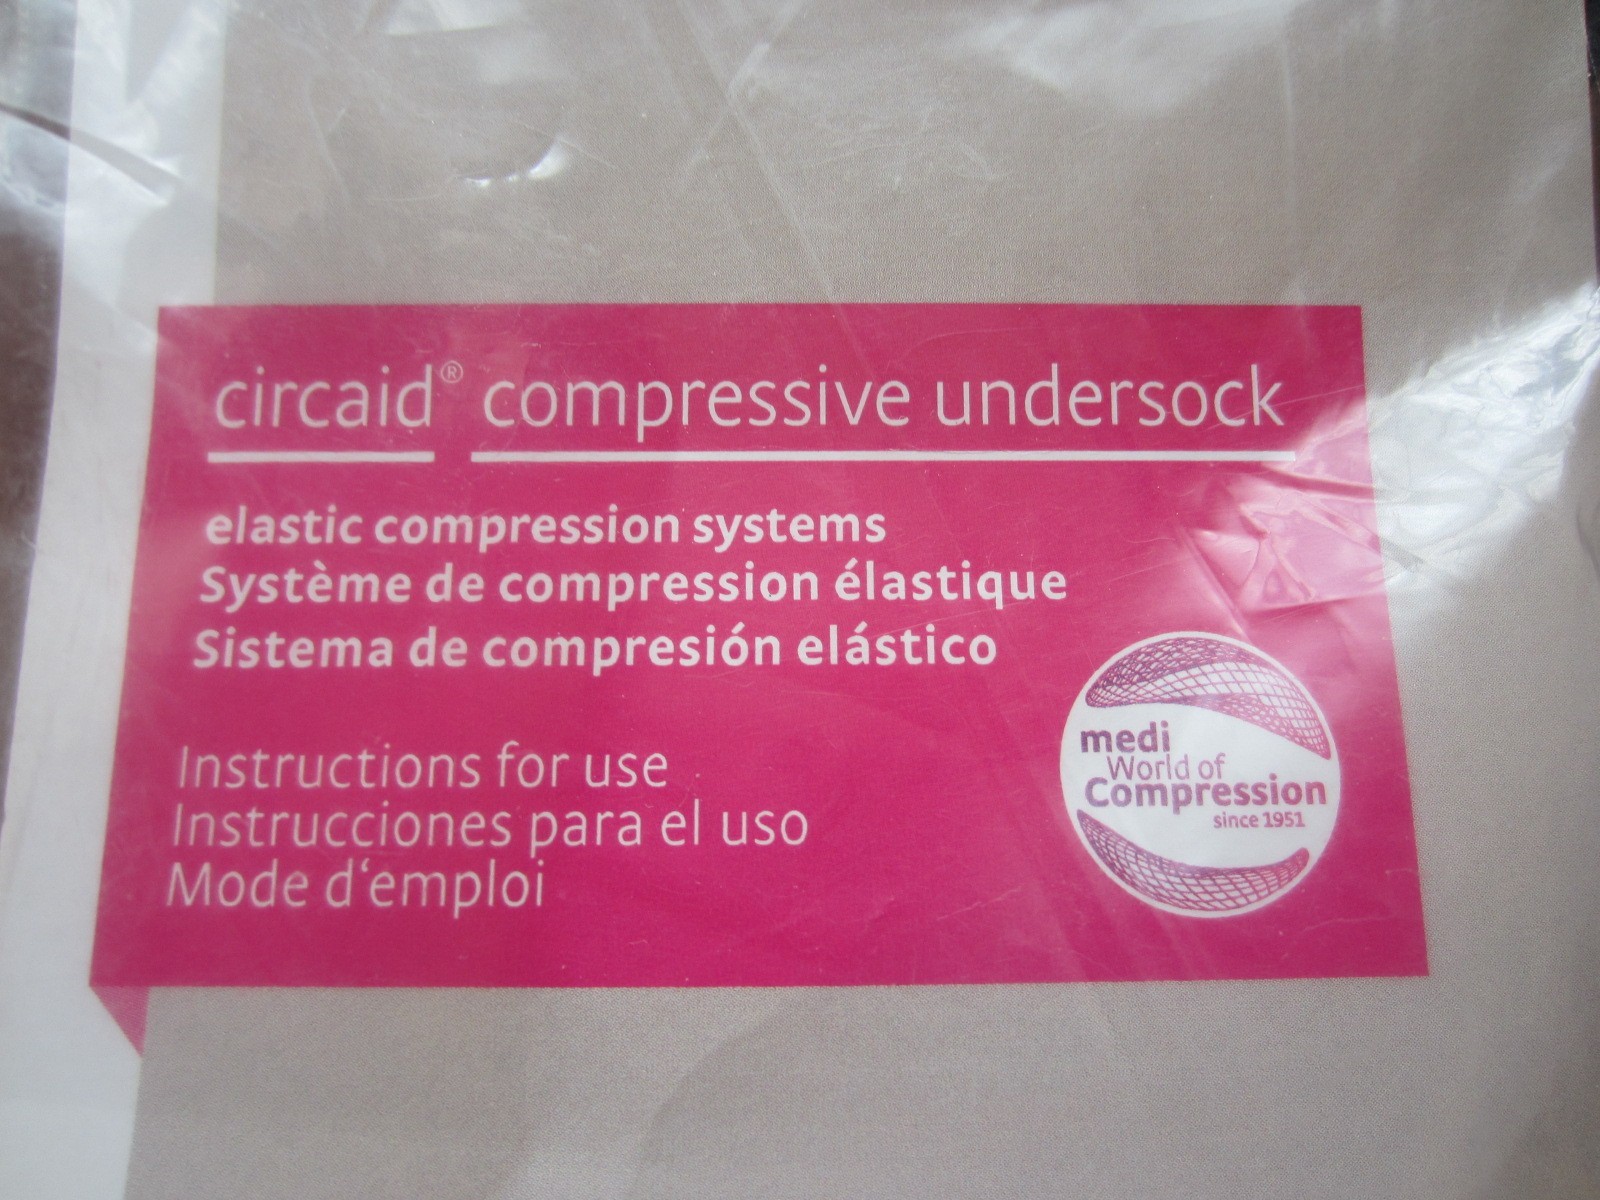 circaid® compressive undersock
elastic compression systems
Système de compression élastique
Sistema de compresión elástico
Instructions for use
Instrucciones para el uso
Mode d‘emploi
medi
World of
Compression
since 1951